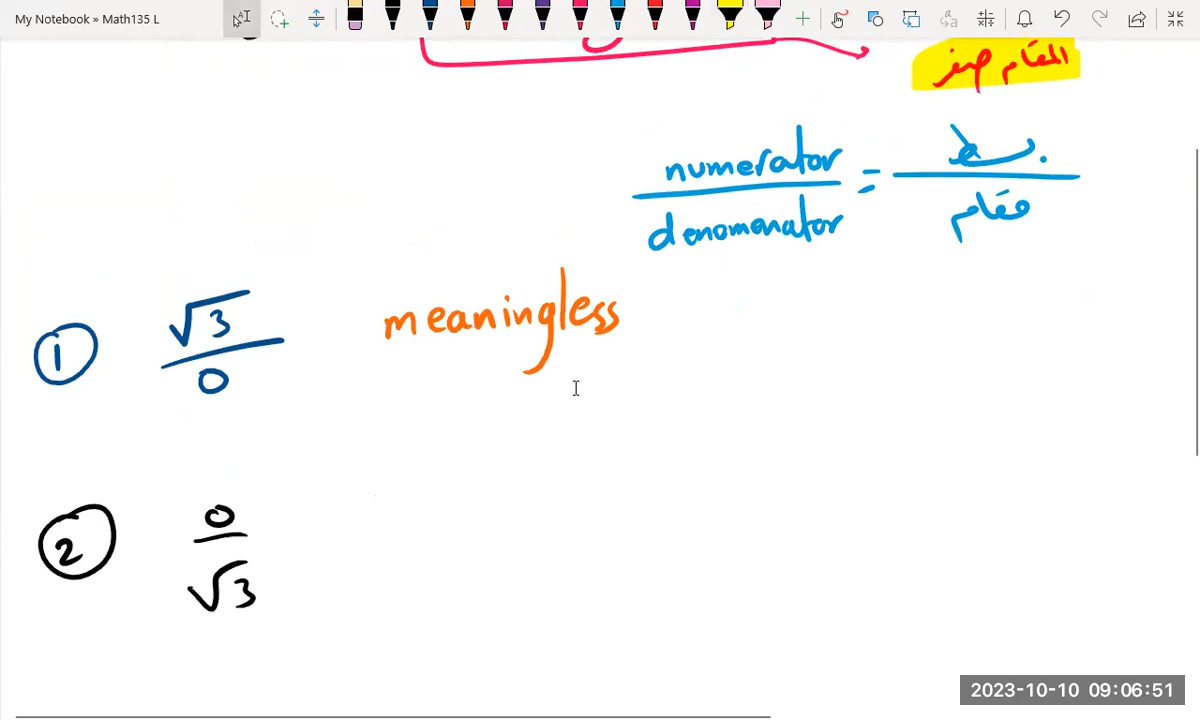 My Notebook » Math135 L
المقام صفر
numerator = بسط
denomenator مقام
① √3
0
meaningless
② 0
√3
2023-10-10 09:06:51